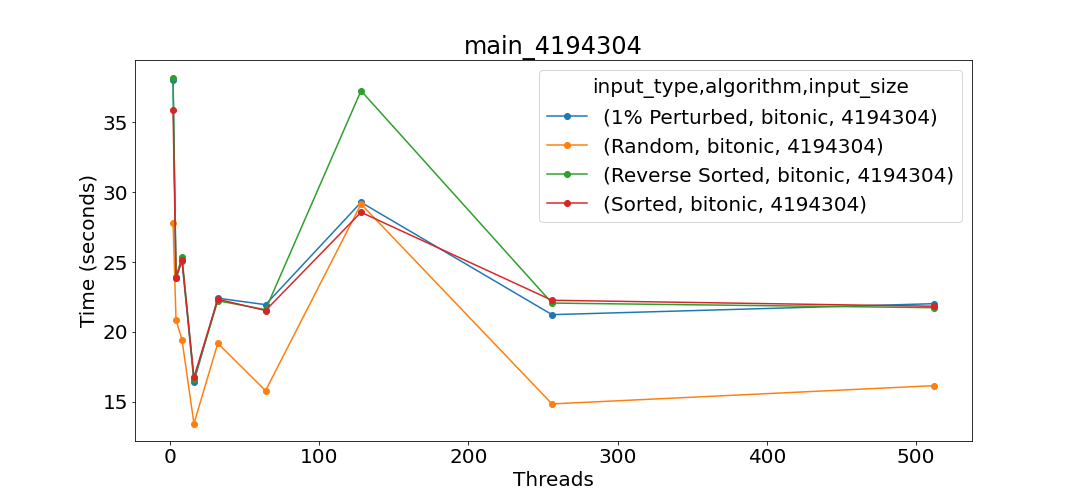 main_4194304
input_type,algorithm,input_size
(1% Perturbed, bitonic, 4194304)
(Random, bitonic, 4194304)
(Reverse Sorted, bitonic, 4194304)
(Sorted, bitonic, 4194304)
Time (seconds)
35
30
25
20
15
0 100 200 300 400 500
Threads